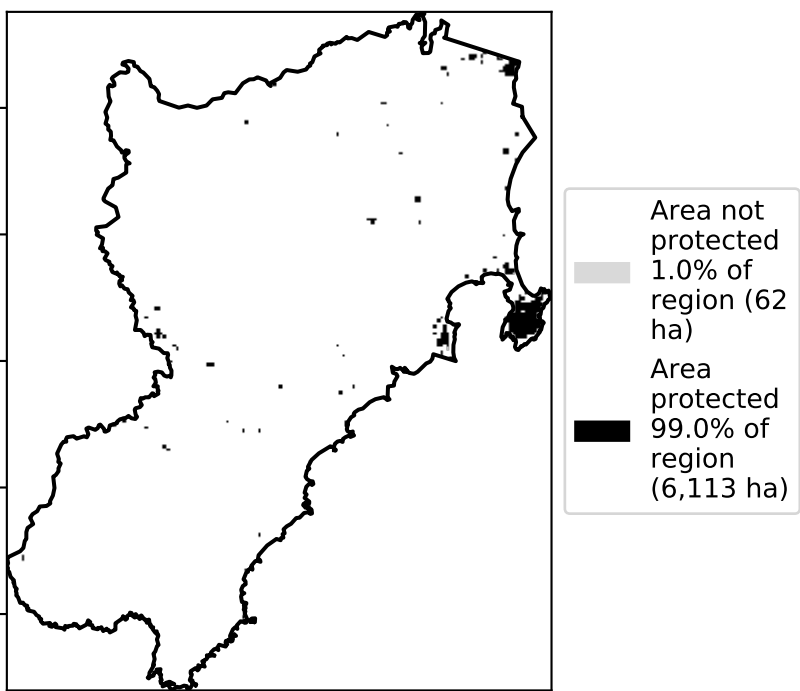 Area not
protected
1.0% of
region (62
ha)
Area
protected
99.0% of
region
(6,113 ha)